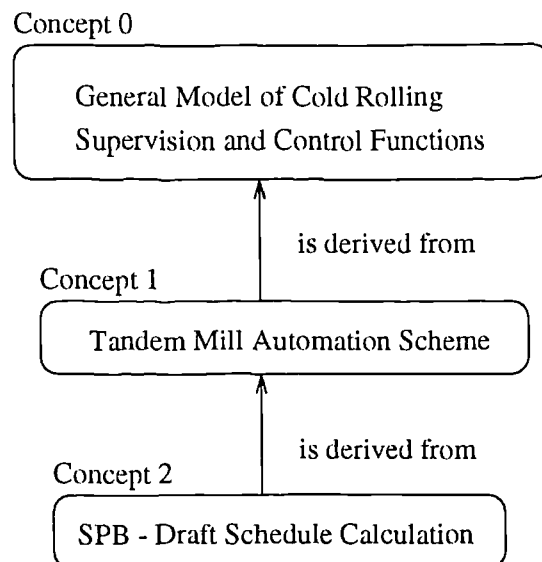 Concept 0
General Model of Cold Rolling
Supervision and Control Functions
is derived from
Concept 1
Tandem Mill Automation Scheme
is derived from
Concept 2
SPB - Draft Schedule Calculation